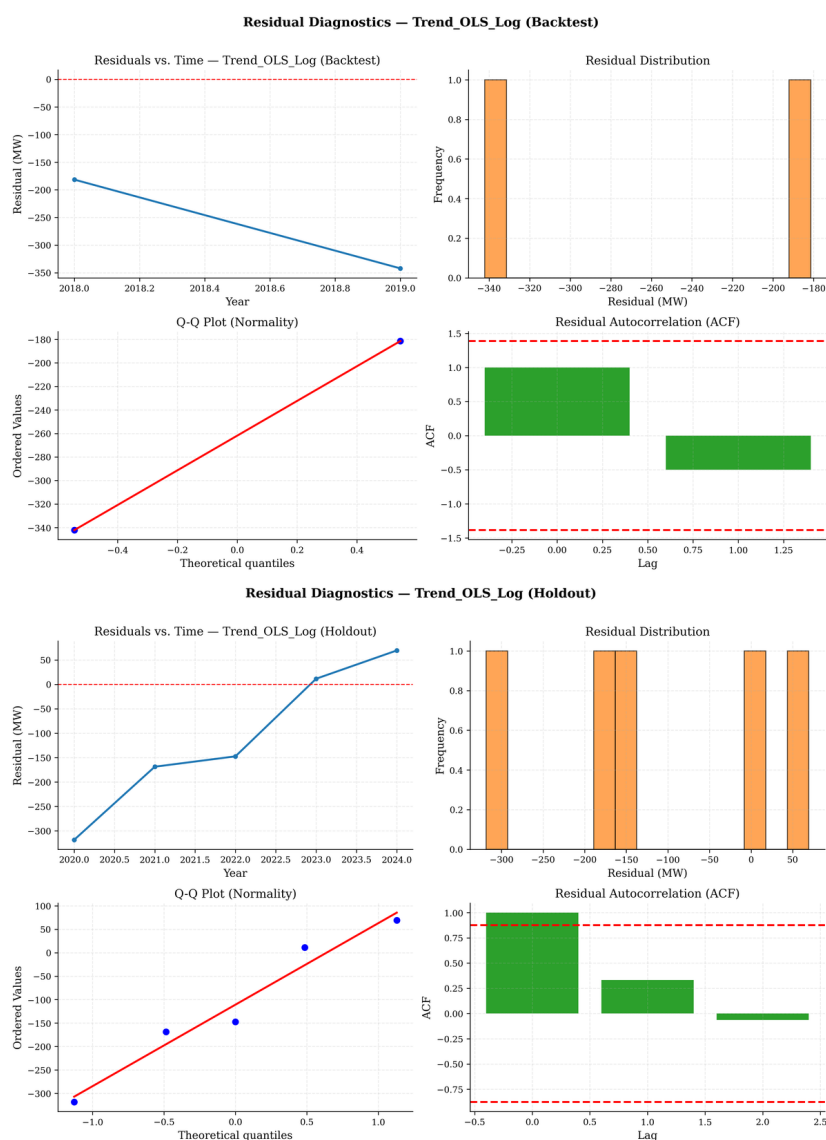 Residual Diagnostics — Trend_OLS_Log (Backtest)
Residuals vs. Time — Trend_OLS_Log (Backtest)
0
−50
−100
−150
−200
−250
−300
−350
Residual (MW)
2018.0 2018.2 2018.4 2018.6 2018.8 2019.0
Year
Residual Distribution
1.0
0.8
0.6
0.4
0.2
0.0
Frequency
−340 −320 −300 −280 −260 −240 −220 −200 −180
Residual (MW)
Q-Q Plot (Normality)
−180
−200
−220
−240
−260
−280
−300
−320
−340
Ordered Values
−0.4 −0.2 0.0 0.2 0.4
Theoretical quantiles
Residual Autocorrelation (ACF)
1.5
1.0
0.5
0.0
−0.5
−1.0
−1.5
ACF
−0.25 0.00 0.25 0.50 0.75 1.00 1.25
Lag
Residual Diagnostics — Trend_OLS_Log (Holdout)
Residuals vs. Time — Trend_OLS_Log (Holdout)
50
0
−50
−100
−150
−200
−250
−300
Residual (MW)
2020.0 2020.5 2021.0 2021.5 2022.0 2022.5 2023.0 2023.5 2024.0
Year
Residual Distribution
1.0
0.8
0.6
0.4
0.2
0.0
Frequency
−300 −250 −200 −150 −100 −50 0 50
Residual (MW)
Q-Q Plot (Normality)
100
50
0
−50
−100
−150
−200
−250
−300
Ordered Values
−1.0 −0.5 0.0 0.5 1.0
Theoretical quantiles
Residual Autocorrelation (ACF)
1.00
0.75
0.50
0.25
0.00
−0.25
−0.50
−0.75
ACF
−0.5 0.0 0.5 1.0 1.5 2.0 2.5
Lag